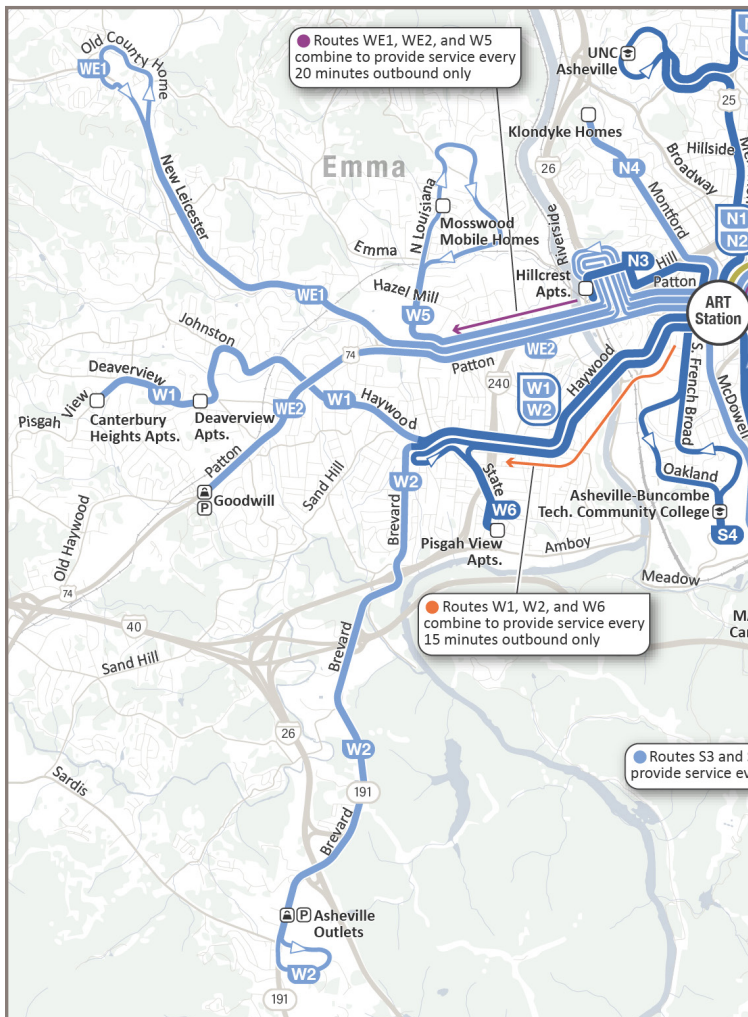 Old County Home
WE1
Routes WE1, WE2, and W5
combine to provide service every
20 minutes outbound only
UNC
Asheville
25
Klondyke Homes
26
Hillside
Broadway
N4
Montford
Emma
New Leicester
N Louisiana
Mosswood
Mobile Homes
Emma
Riverside
N1
N2
N3
Hill
Hillcrest
Apts.
Patton
ART
Station
WE1
Hazel Mill
W5
Johnston
74
Patton
WE2
240
Haywood
S. French Broad
McDowell
Deaverview
W1
Pisgah View
Canterbury
Heights Apts.
Deaverview
Apts.
WE2
W1
Haywood
W1
W2
Patton
Goodwill
P
Sand Hill
W2
State
W6
Oakland
Asheville-Buncombe
Tech. Community College
S4
Brevard
Pisgah View
Apts.
Amboy
Meadow
Old Haywood
74
Routes W1, W2, and W6
combine to provide service every
15 minutes outbound only
40
Sand Hill
Brevard
26
W2
Routes S3 and
provide service ev
Sardis
191
Brevard
P
Asheville
Outlets
W2
191